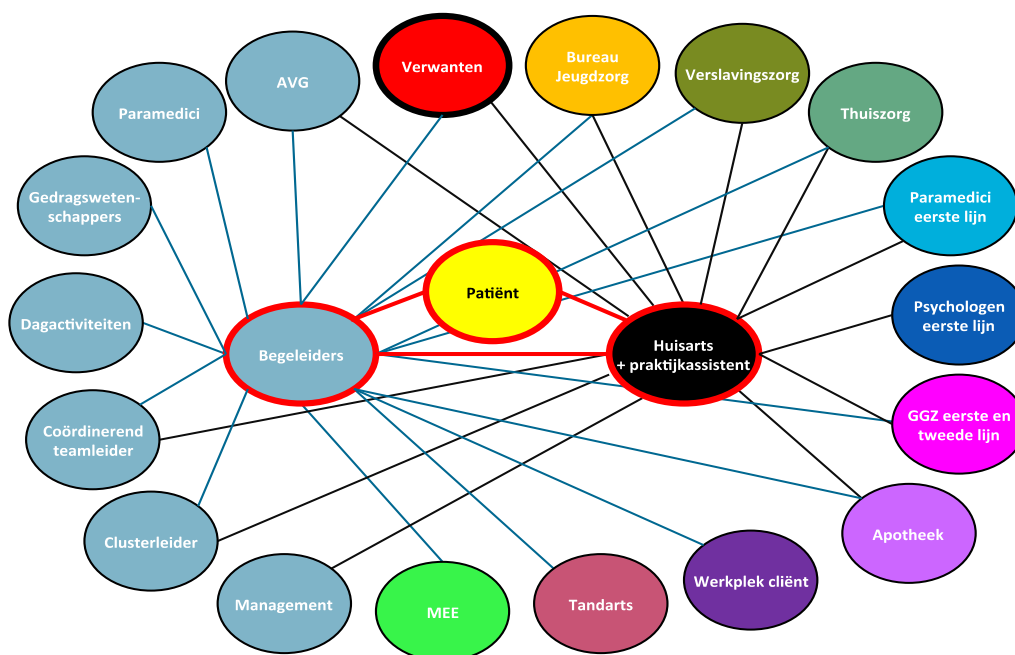 Verwanten
Bureau
Jeugdzorg
Verslavingszorg
AVG
Thuiszorg
Paramedici
Gedragsweten-
schappers
Paramedici
eerste lijn
Patiënt
Psychologen
eerste lijn
Dagactiviteiten
Begeleiders
Huisarts
+ praktijkassistent
GGZ eerste en
tweede lijn
Coördinerend
teamleider
Clusterleider
Apotheek
Werkplek cliënt
Management
MEE
Tandarts